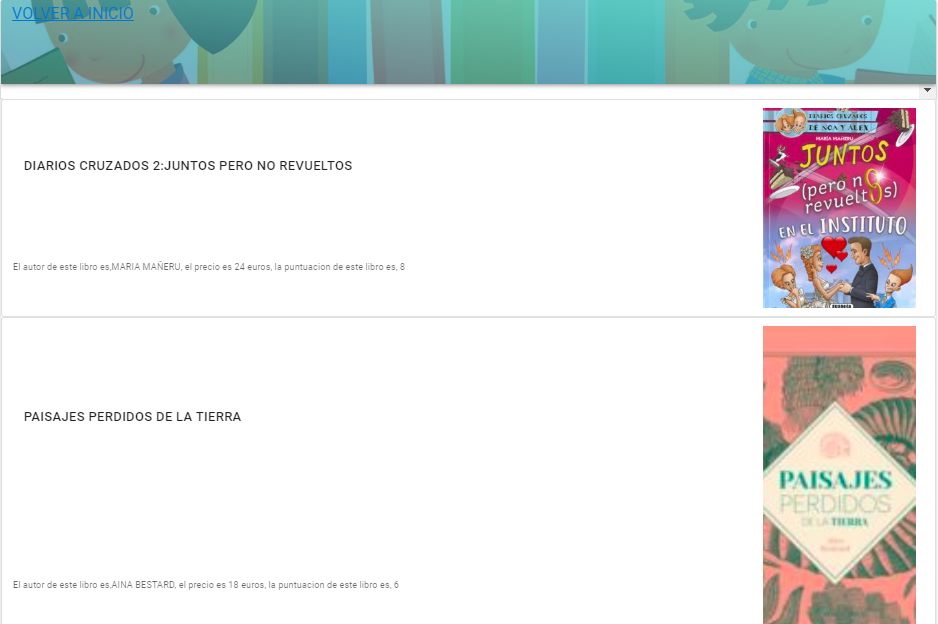 VOLVER A INICIO
DIARIOS CRUZADOS 2:JUNTOS PERO NO REVUELTOS
El autor de este libro es,MARIA MAÑERU, el precio es 24 euros, la puntuacion de este libro es, 8
DIARIOS CRUZADOS
DE NOA Y ÁLEX
MARÍA MAÑERU
JUNTOS
(pero no
revueltos)
EN EL INSTITUTO
PAISAJES PERDIDOS DE LA TIERRA
El autor de este libro es,AINA BESTARD, el precio es 18 euros, la puntuacion de este libro es, 6
PAISAJES
PERDIDOS
DE LA TIERRA